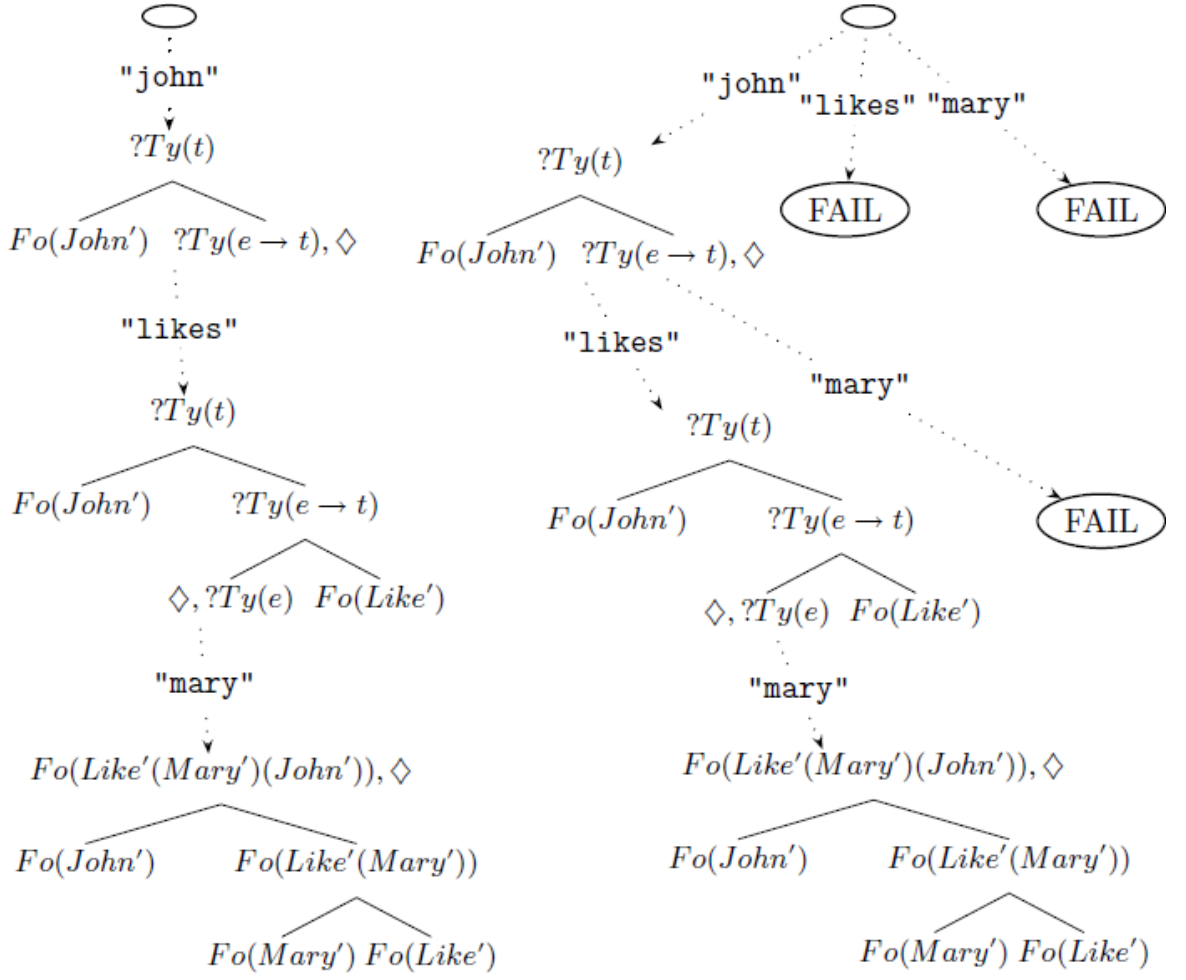 "john"
?Ty(t)
Fo(John′) ?Ty(e → t), ◇
"likes"
?Ty(t)
Fo(John′) ?Ty(e → t)
◇, ?Ty(e) Fo(Like′)
"mary"
Fo(Like′(Mary′)(John′)), ◇
Fo(John′) Fo(Like′(Mary′))
Fo(Mary′) Fo(Like′)
"john" "likes" "mary"
?Ty(t) FAIL FAIL
Fo(John′) ?Ty(e → t), ◇
"likes" "mary"
?Ty(t)
Fo(John′) ?Ty(e → t) FAIL
◇, ?Ty(e) Fo(Like′)
"mary"
Fo(Like′(Mary′)(John′)), ◇
Fo(John′) Fo(Like′(Mary′))
Fo(Mary′) Fo(Like′)